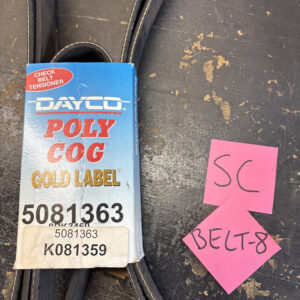 CHECK
BELT
TENSIONER
DAYCO
POLY
COG
GOLD LABEL
5081363
5081363
K081359
SC
BELT-8